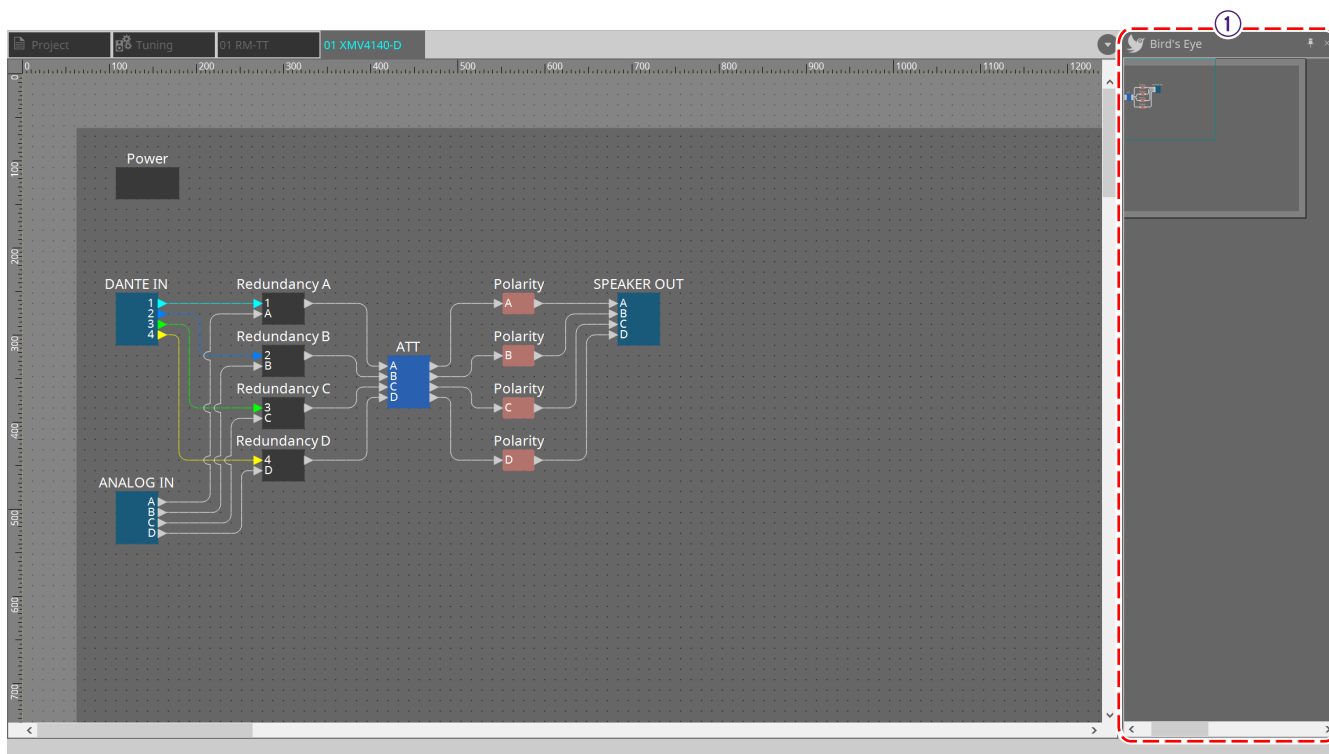 1
Project
Tuning
01 RM-TT
01 XMV4140-D
Bird's Eye
0 100 200 300 400 500 600 700 800 900 1000 1100 1200
0
100
200
300
400
500
600
700
Power
DANTE IN
1
2
3
4
Redundancy A
1
A
Redundancy B
2
B
Redundancy C
3
C
Redundancy D
4
D
ANALOG IN
A
B
C
D
ATT
A
B
C
D
Polarity
A
Polarity
B
Polarity
C
Polarity
D
SPEAKER OUT
A
B
C
D